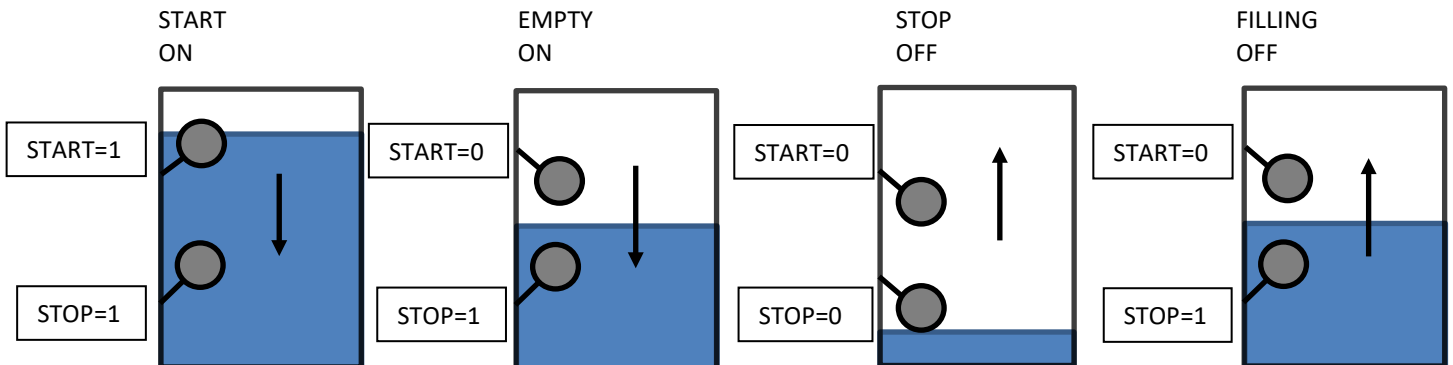 START
ON
EMPTY
ON
STOP
OFF
FILLING
OFF
START=1
START=0
START=0
START=0
STOP=1
STOP=1
STOP=0
STOP=1